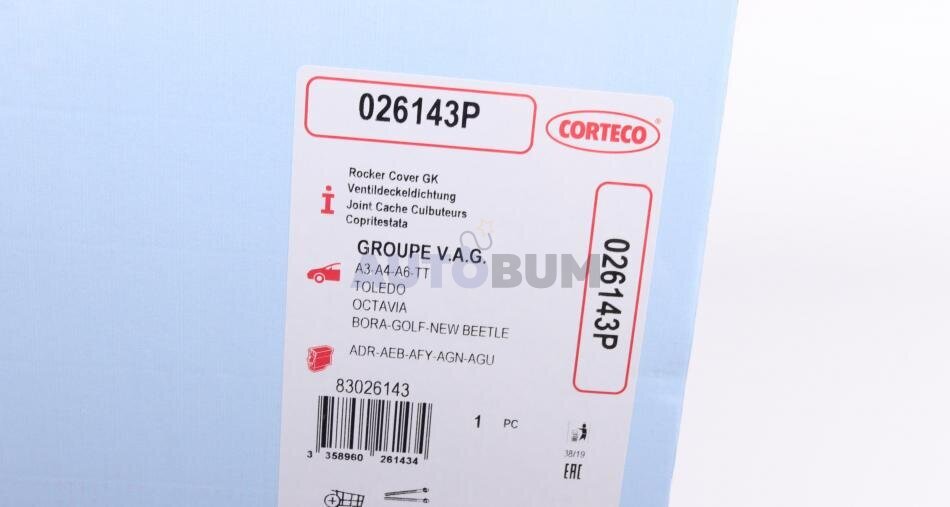 026143P
CORTECO
Rocker Cover GK
Ventildeckeldichtung
Joint Cache Culbuteurs
Copritestata
026143P
GROUPE V.A.G.
AUTOBUM
A3-A4-A6-TT
TOLEDO
OCTAVIA
BORA-GOLF-NEW BEETLE
ADR-AEB-AFY-AGN-AGU
83026143
1 PC
3 358960 261434
38/19
EAC